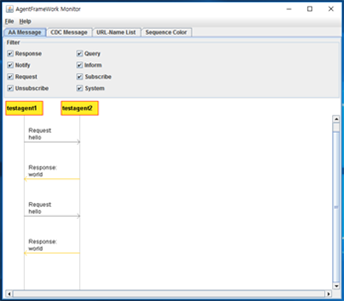 AgentFrameWork Monitor
File Help
AA Message CDC Message URL-Name List Sequence Color
Filter
Response Query
Notify Inform
Request Subscribe
Unsubscribe System
testagent1 testagent2
Request:
hello
Response:
world
Request:
hello
Response:
world